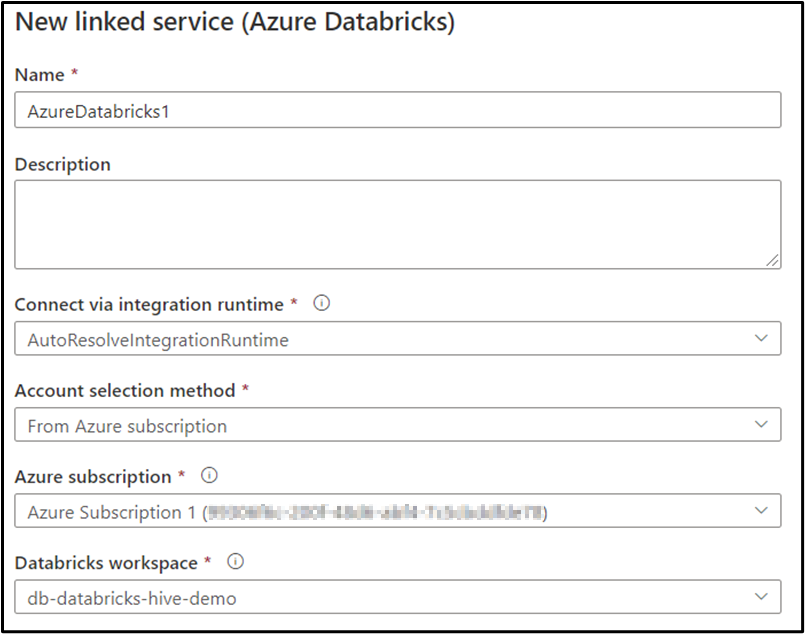 New linked service (Azure Databricks)
Name *
AzureDatabricks1
Description
Connect via integration runtime *
AutoResolveIntegrationRuntime
Account selection method *
From Azure subscription
Azure subscription *
Azure Subscription 1 (
Databricks workspace *
db-databricks-hive-demo